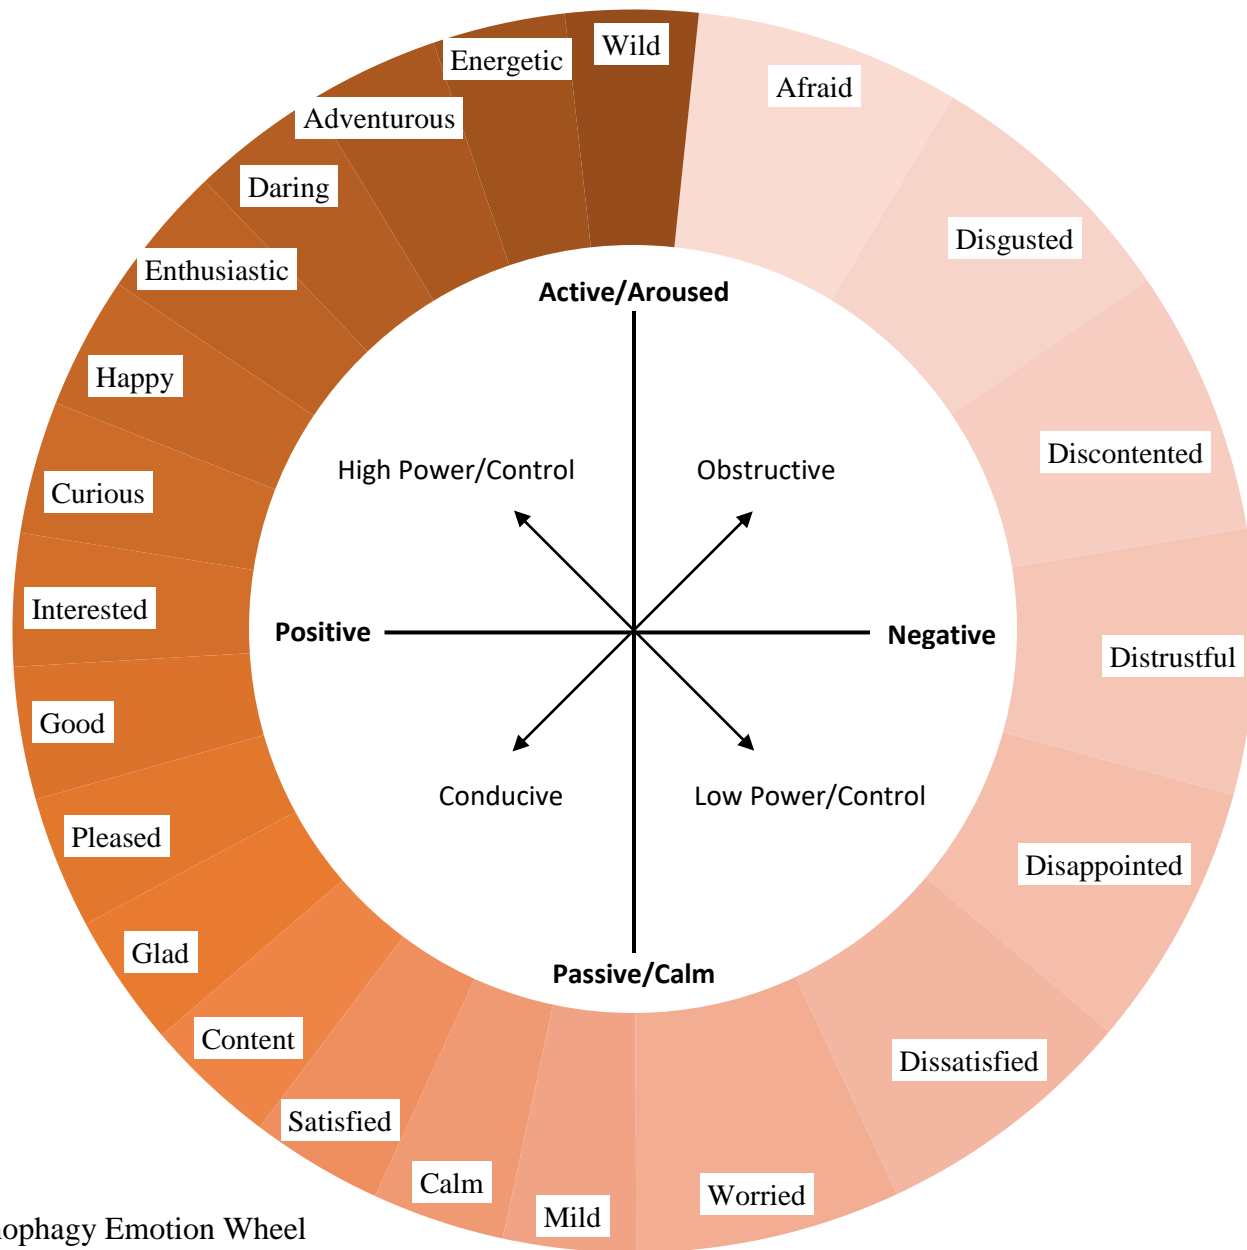 Wild
Energetic
Afraid
Adventurous
Daring
Disgusted
Enthusiastic
Active/Aroused
Happy
Discontented
High Power/Control
Obstructive
Curious
Interested
Positive
Negative
Distrustful
Good
Conducive
Low Power/Control
Pleased
Disappointed
Glad
Passive/Calm
Content
Dissatisfied
Satisfied
Calm
Worried
Mild
Emotion Wheel